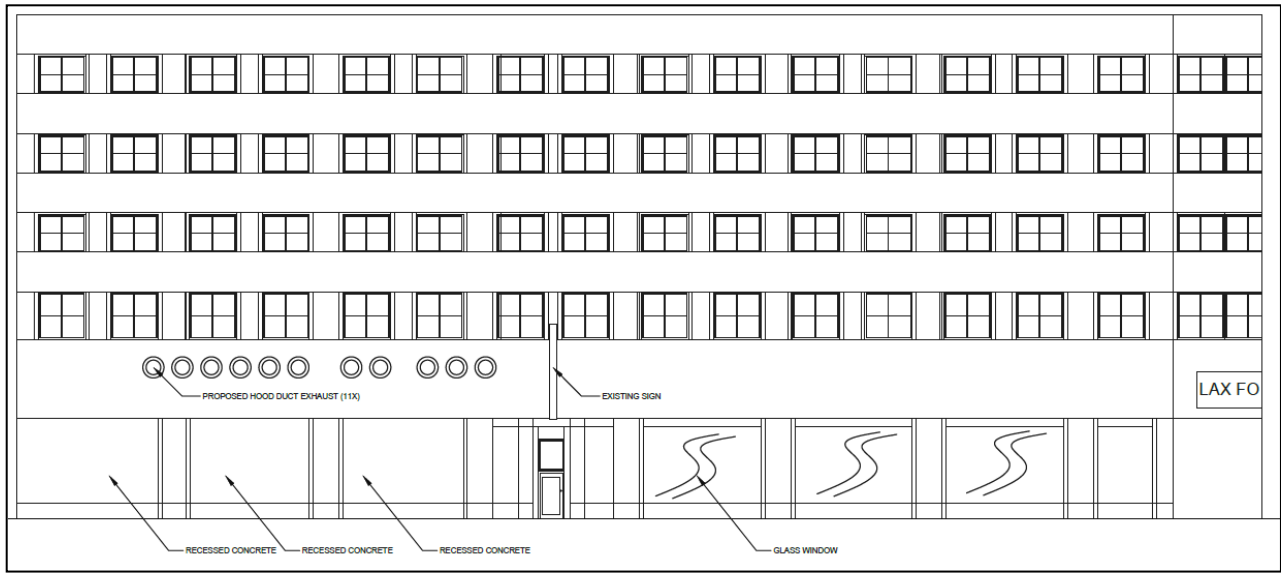 PROPOSED HOOD DUCT EXHAUST (11X)
EXISTING SIGN
LAX FO
RECESSED CONCRETE
RECESSED CONCRETE
RECESSED CONCRETE
GLASS WINDOW